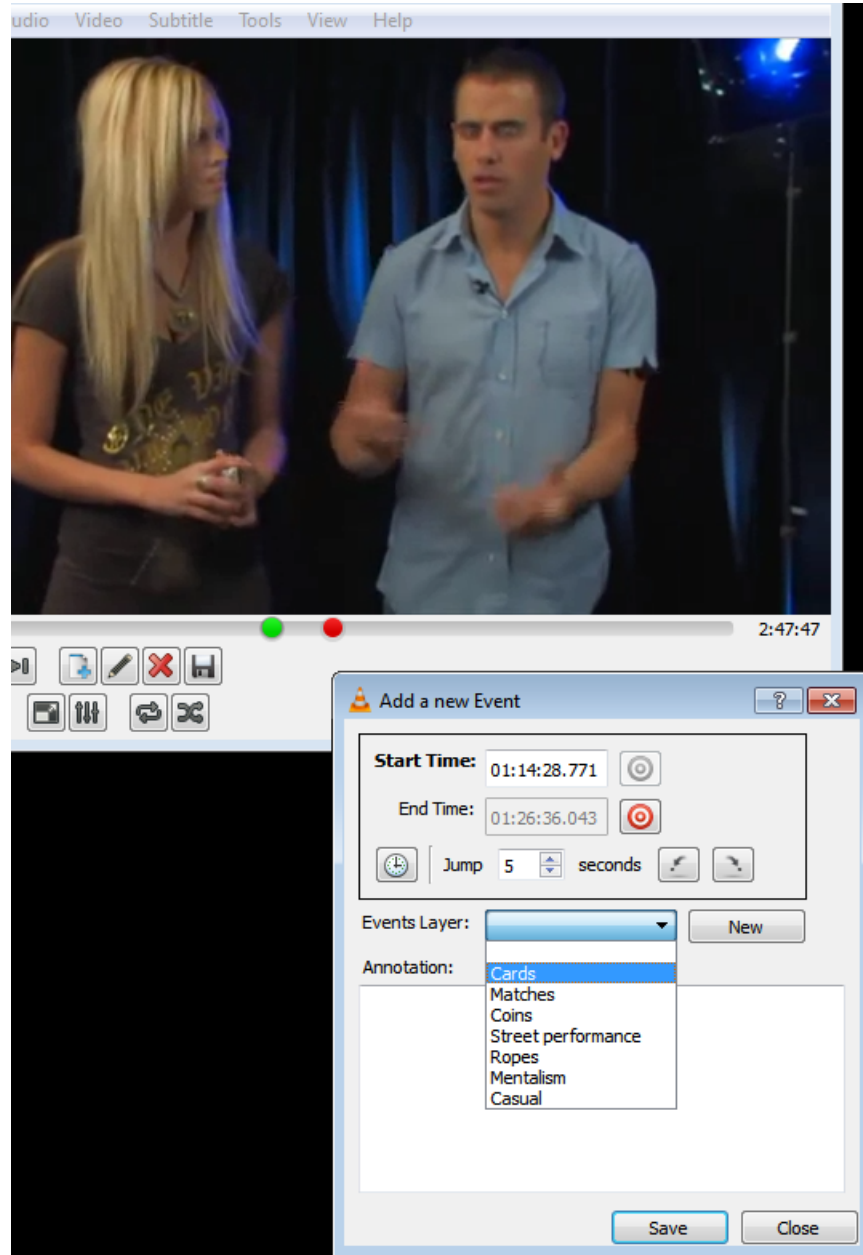 udio Video Subtitle Tools View Help
2:47:47
Add a new Event
Start Time: 01:14:28.771
End Time: 01:26:36.043
Jump 5 seconds
Events Layer: New
Annotation:
Cards
Matches
Coins
Street performance
Ropes
Mentalism
Casual
Save Close